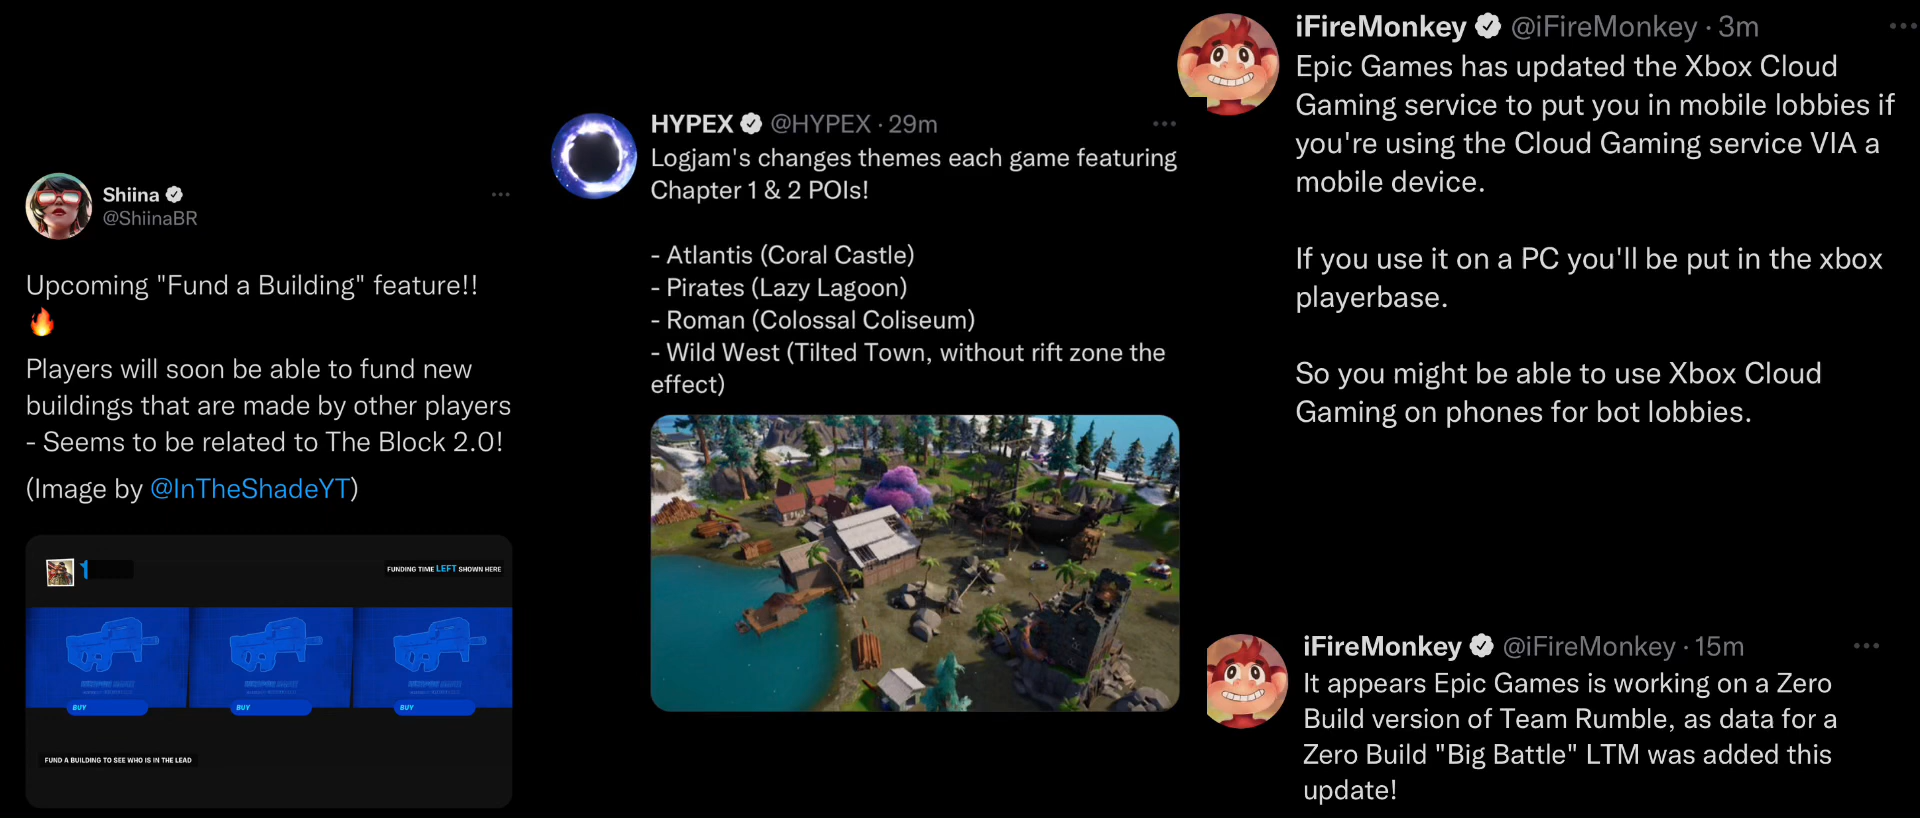 Shiina
@ShiinaBR
Upcoming "Fund a Building" feature!!
🔥
Players will soon be able to fund new
buildings that are made by other players
- Seems to be related to The Block 2.0!
(Image by @InTheShadeYT)
1
FUNDING TIME LEFT SHOWN HERE
BUY
BUY
BUY
FUND A BUILDING TO SEE WHO IS IN THE LEAD
HYPEX @HYPEX · 29m
Logjam's changes themes each game featuring
Chapter 1 & 2 POIs!
- Atlantis (Coral Castle)
- Pirates (Lazy Lagoon)
- Roman (Colossal Coliseum)
- Wild West (Tilted Town, without rift zone the
effect)
iFireMonkey @iFireMonkey · 3m
Epic Games has updated the Xbox Cloud
Gaming service to put you in mobile lobbies if
you're using the Cloud Gaming service VIA a
mobile device.
If you use it on a PC you'll be put in the xbox
playerbase.
So you might be able to use Xbox Cloud
Gaming on phones for bot lobbies.
iFireMonkey @iFireMonkey · 15m
It appears Epic Games is working on a Zero
Build version of Team Rumble, as data for a
Zero Build "Big Battle" LTM was added this
update!